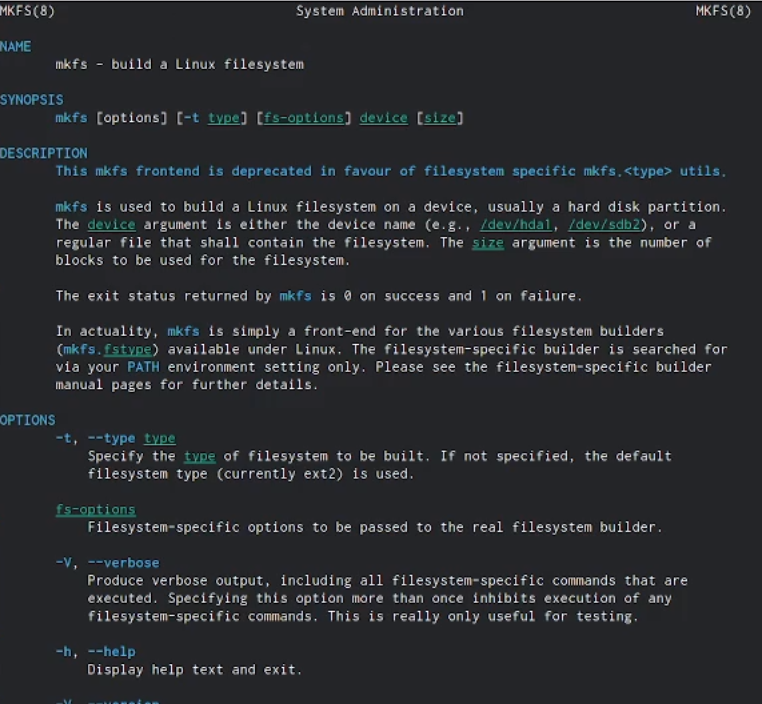 MKFS(8) System Administration MKFS(8)
NAME
mkfs - build a Linux filesystem
SYNOPSIS
mkfs [options] [-t type] [fs-options] device [size]
DESCRIPTION
This mkfs frontend is deprecated in favour of filesystem specific mkfs.<type> utils.
mkfs is used to build a Linux filesystem on a device, usually a hard disk partition.
The device argument is either the device name (e.g., /dev/hda1, /dev/sdb2), or a
regular file that shall contain the filesystem. The size argument is the number of
blocks to be used for the filesystem.
The exit status returned by mkfs is 0 on success and 1 on failure.
In actuality, mkfs is simply a front-end for the various filesystem builders
(mkfs.fstype) available under Linux. The filesystem-specific builder is searched for
via your PATH environment setting only. Please see the filesystem-specific builder
manual pages for further details.
OPTIONS
-t, --type type
Specify the type of filesystem to be built. If not specified, the default
filesystem type (currently ext2) is used.
fs-options
Filesystem-specific options to be passed to the real filesystem builder.
-V, --verbose
Produce verbose output, including all filesystem-specific commands that are
executed. Specifying this option more than once inhibits execution of any
filesystem-specific commands. This is really only useful for testing.
-h, --help
Display help text and exit.
-V, --version